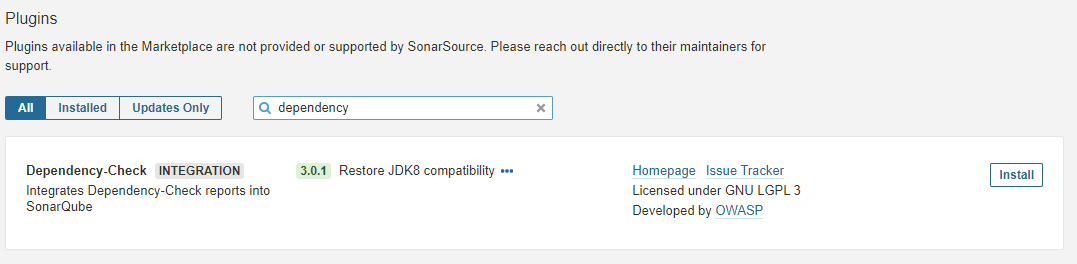 Plugins
Plugins available in the Marketplace are not provided or supported by SonarSource. Please reach out directly to their maintainers for
support.
All Installed Updates Only dependency
Dependency-Check INTEGRATION 3.0.1 Restore JDK8 compatibility ••• Homepage Issue Tracker Install
Integrates Dependency-Check reports into Licensed under GNU LGPL 3
SonarQube Developed by OWASP